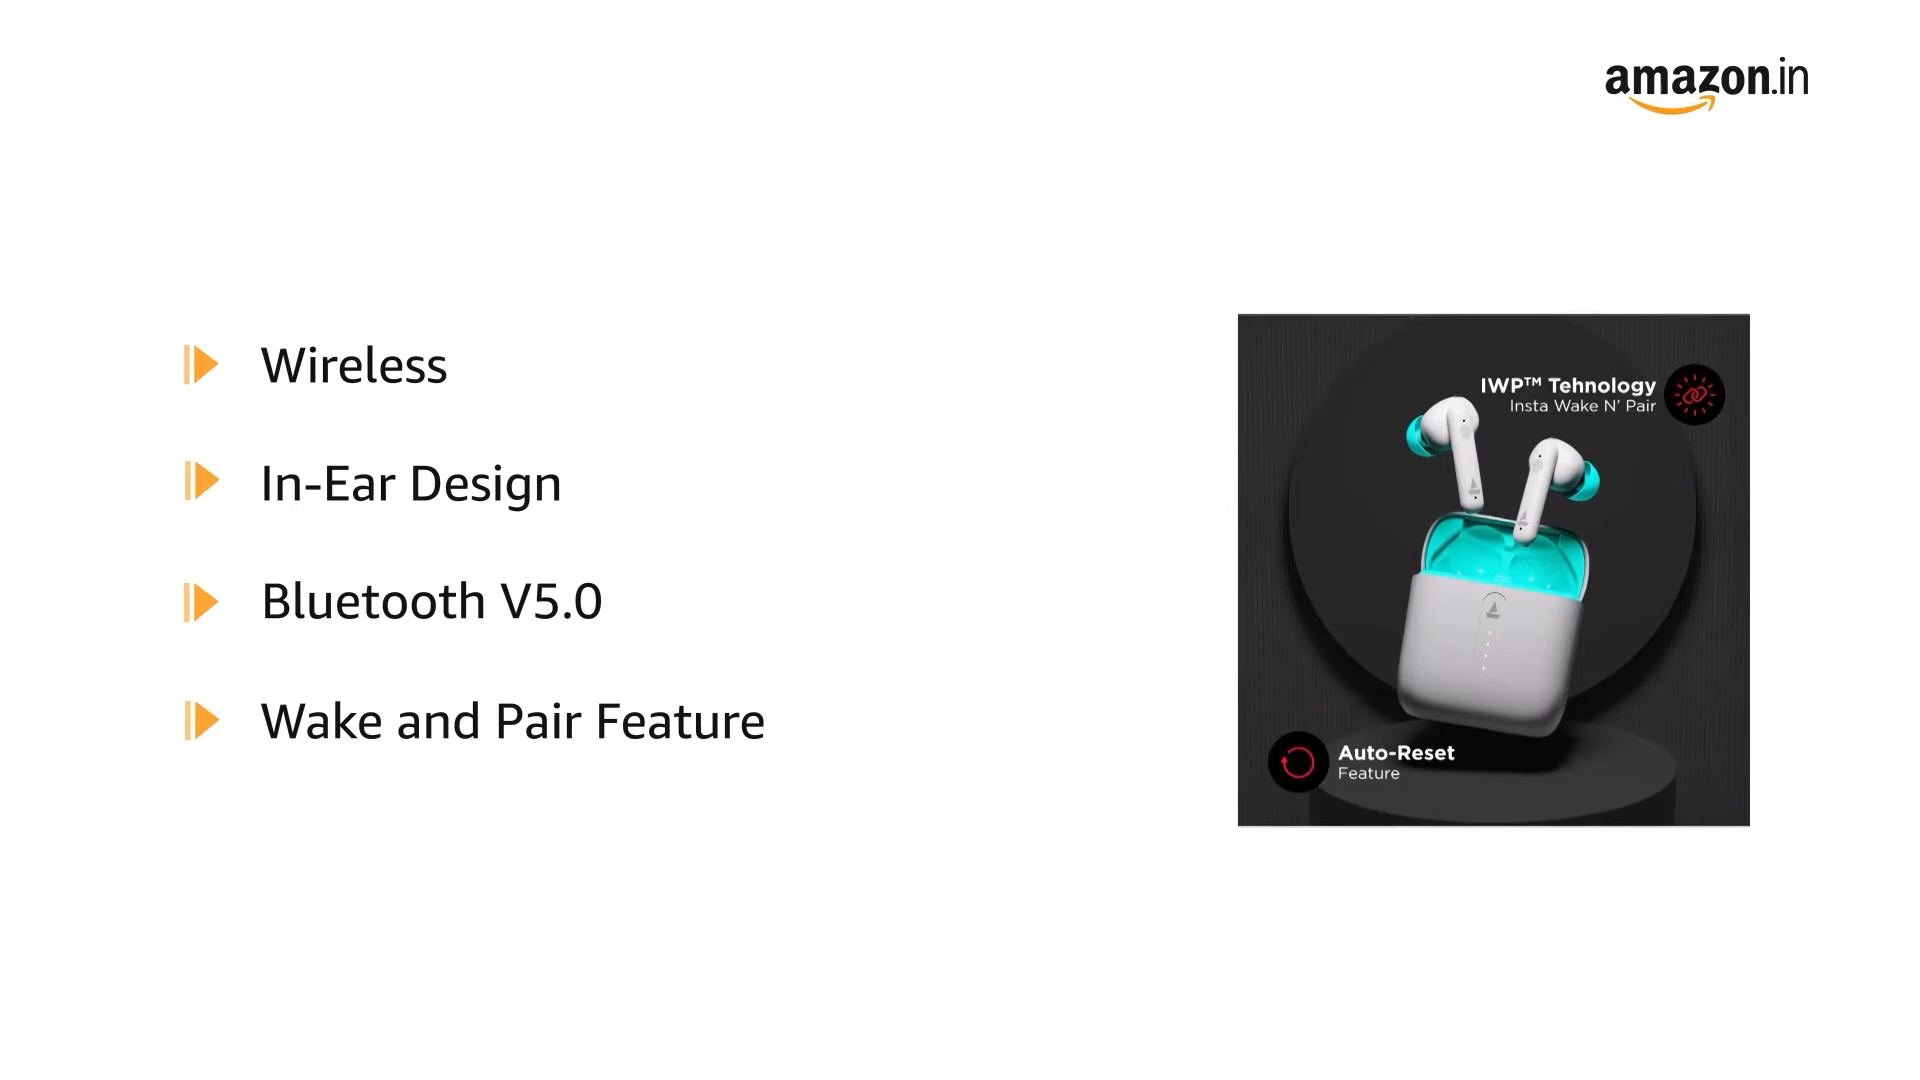 amazon.in
Wireless
In-Ear Design
Bluetooth V5.0
Wake and Pair Feature
IWP™ Tehnology
Insta Wake N' Pair
Auto-Reset
Feature